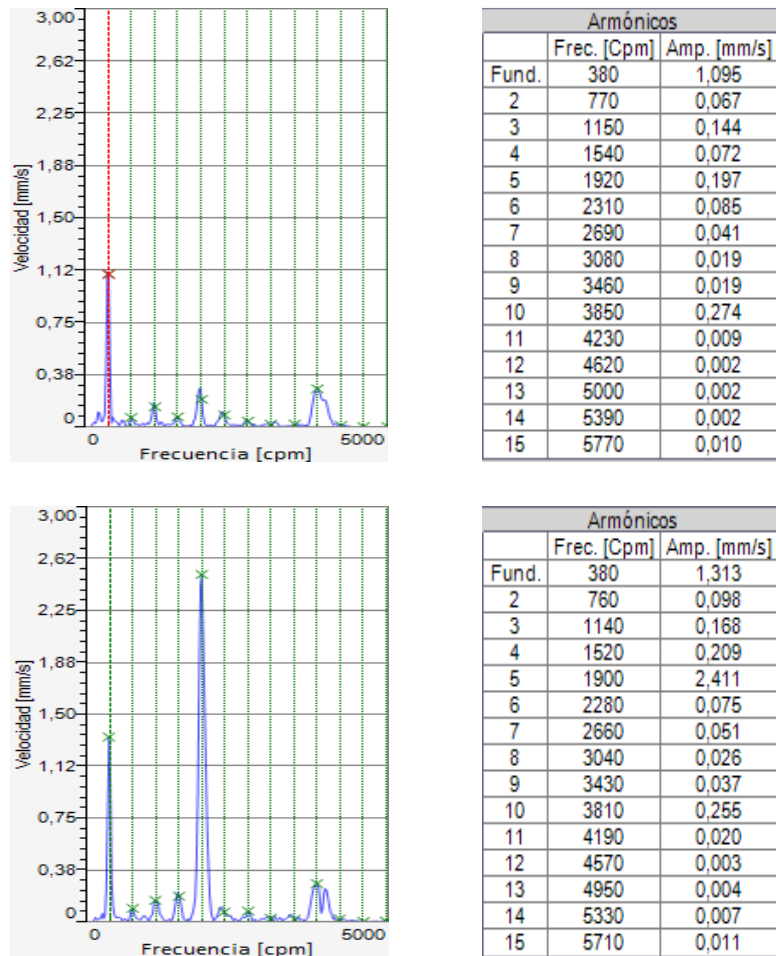 3,00
2,62
2,25
1,88
1,50
1,12
0,75
0,38
0
Velocidad [mm/s]
0 5000
Frecuencia [cpm]
Armónicos
Frec. [Cpm] Amp. [mm/s]
Fund. 380 1,095
2 770 0,067
3 1150 0,144
4 1540 0,072
5 1920 0,197
6 2310 0,085
7 2690 0,041
8 3080 0,019
9 3460 0,019
10 3850 0,274
11 4230 0,009
12 4620 0,002
13 5000 0,002
14 5390 0,002
15 5770 0,010
3,00
2,62
2,25
1,88
1,50
1,12
0,75
0,38
0
Velocidad [mm/s]
0 5000
Frecuencia [cpm]
Armónicos
Frec. [Cpm] Amp. [mm/s]
Fund. 380 1,313
2 760 0,098
3 1140 0,168
4 1520 0,209
5 1900 2,411
6 2280 0,075
7 2660 0,051
8 3040 0,026
9 3430 0,037
10 3810 0,255
11 4190 0,020
12 4570 0,003
13 4950 0,004
14 5330 0,007
15 5710 0,011